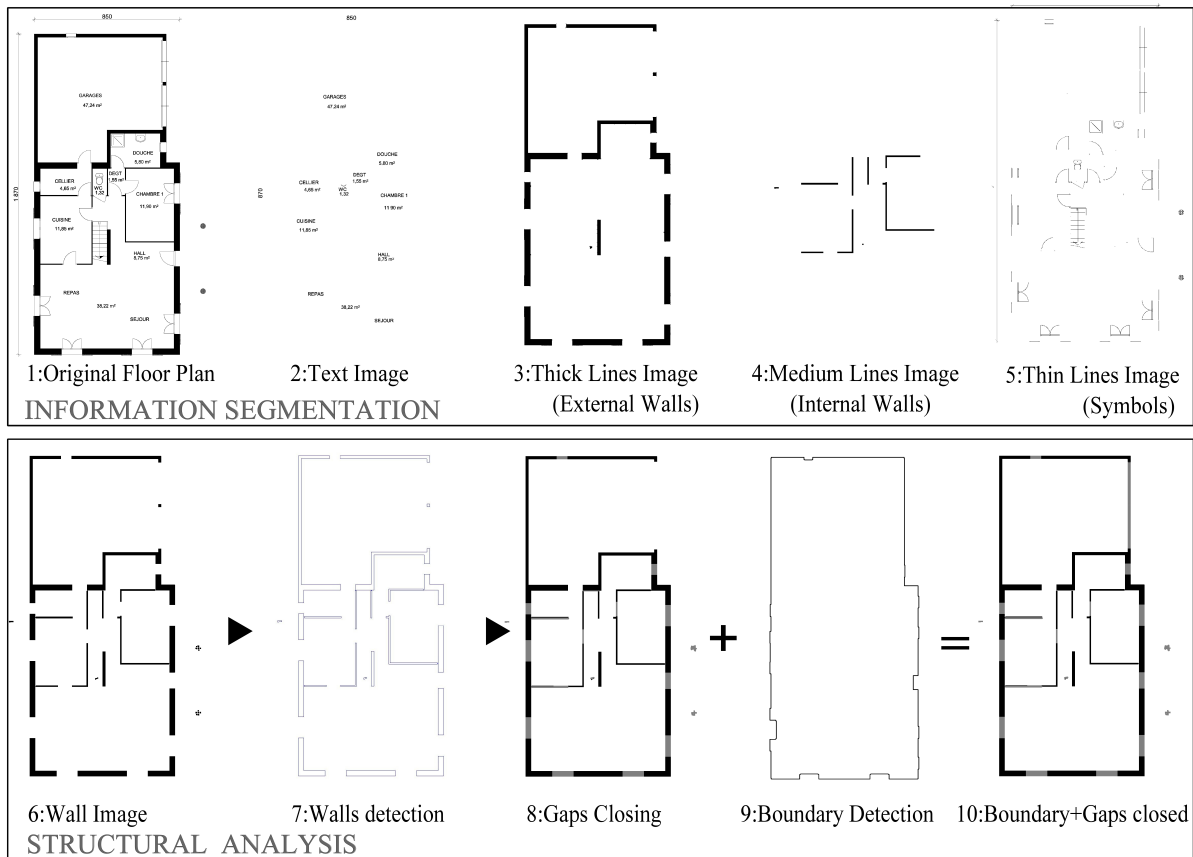 850
GARAGES
47.24 m²
DOUCHE
5,80 m²
DEGT
1,55 m²
CELLIER
4,65 m²
WC
1,32
CHAMBRE 1
11,90 m²
CUISINE
11,85 m²
HALL
8,75 m²
REPAS
38,22 m²
SEJOUR
1 870
850
GARAGES
47,24 m²
DOUCHE
5,80 m²
DEGT
1,55 m²
CELLIER
4,65 m²
WC
1,32
CHAMBRE 1
11 90 m²
CUISINE
11,85 m²
HALL
8,75 m²
REPAS
38,22 m²
SEJOUR
870
1:Original Floor Plan
2:Text Image
3:Thick Lines Image
(External Walls)
4:Medium Lines Image
(Internal Walls)
5:Thin Lines Image
(Symbols)
INFORMATION SEGMENTATION
6:Wall Image
7:Walls detection
8:Gaps Closing
9:Boundary Detection
10:Boundary+Gaps closed
STRUCTURAL ANALYSIS